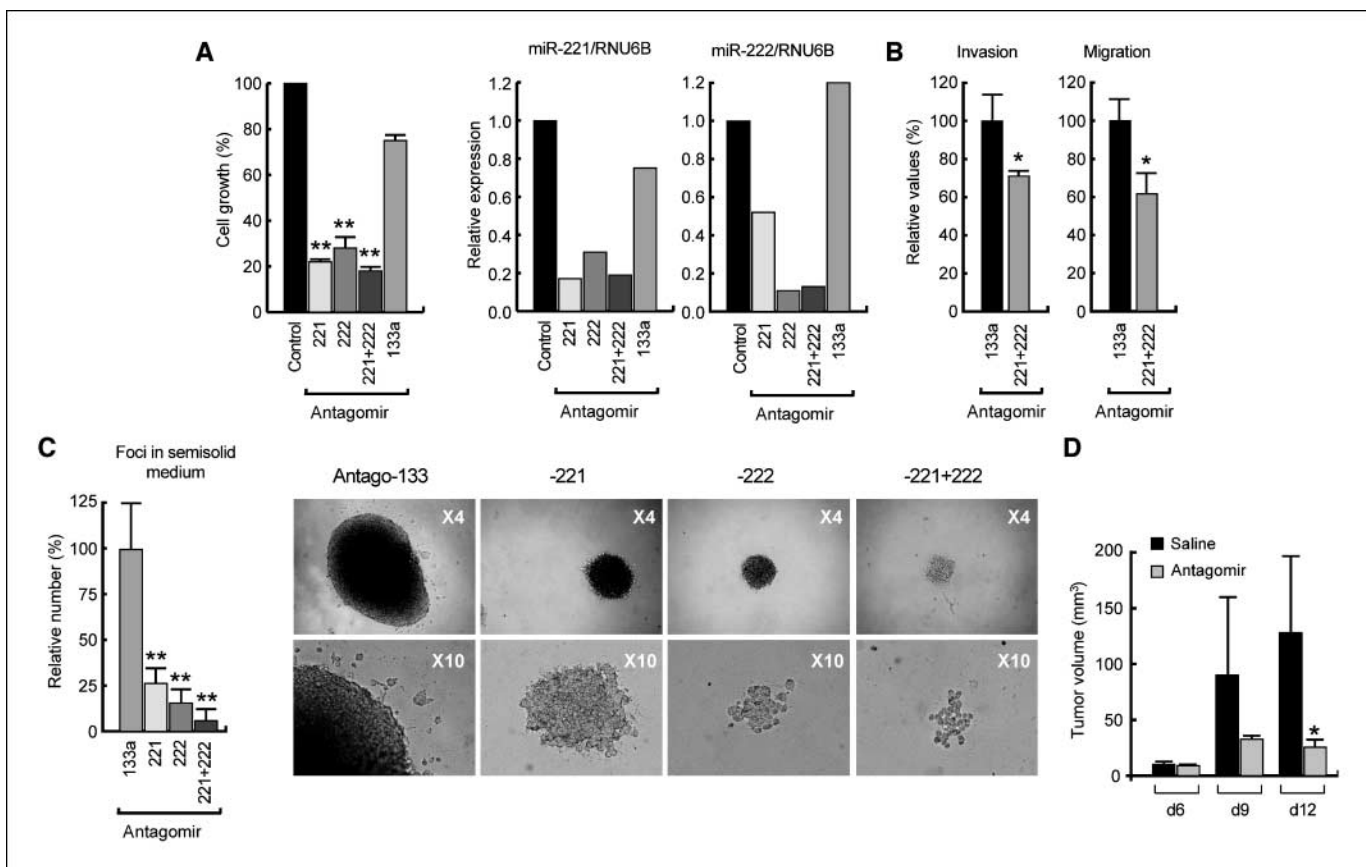 A
Cell growth (%)
100
80
60
40
20
0
**
**
**
Control
221
222
221+222
133a
Antagomir
miR-221/RNU6B
Relative expression
1.2
1.0
0.8
0.6
0.4
0.2
0.0
Control
221
222
221+222
133a
Antagomir
miR-222/RNU6B
1.2
1.0
0.8
0.6
0.4
0.2
0.0
Control
221
222
221+222
133a
Antagomir
B
Invasion
Relative values (%)
120
100
80
60
40
20
0
*
133a
221+222
Antagomir
Migration
120
100
80
60
40
20
0
*
133a
221+222
Antagomir
C
Foci in semisolid
medium
Relative number (%)
125
100
75
50
25
0
**
**
**
133a
221
222
221+222
Antagomir
Antago-133
-221
-222
-221+222
X4
X4
X4
X4
X10
X10
X10
X10
D
Saline
Antagomir
Tumor volume (mm³)
200
150
100
50
0
*
d6
d9
d12